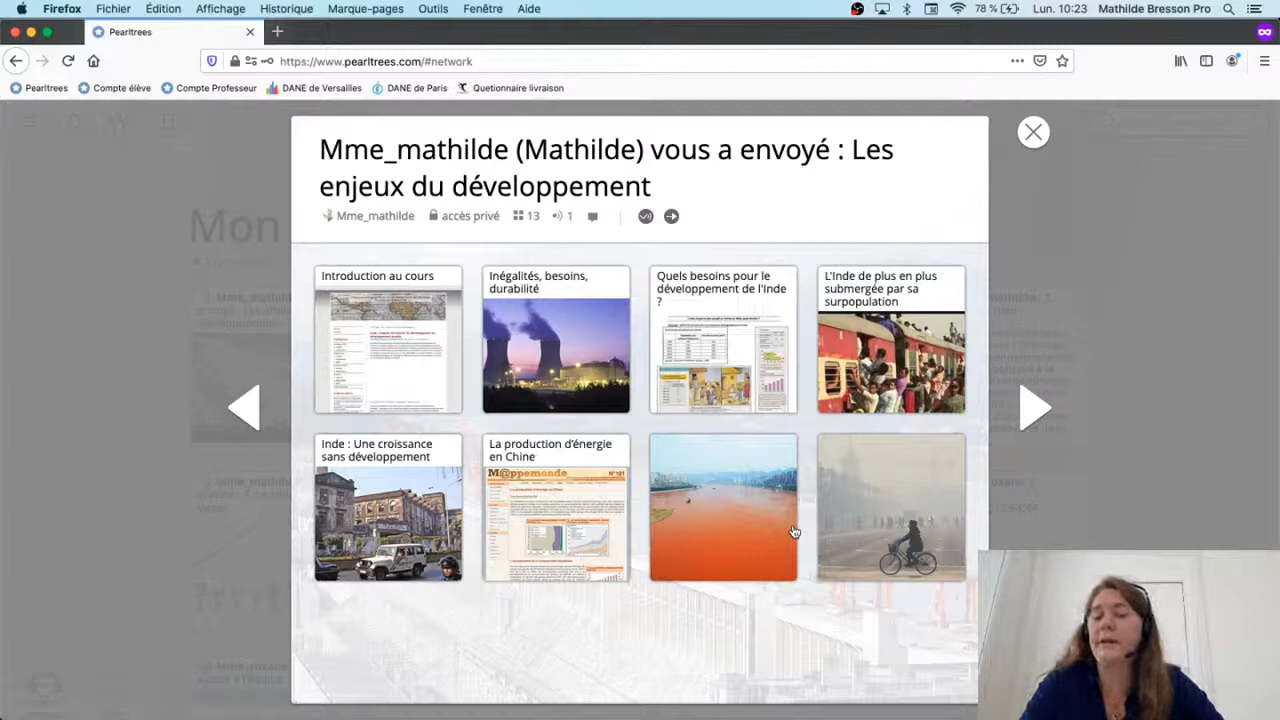 Firefox Fichier Édition Affichage Historique Marque-pages Outils Fenêtre Aide 78 % Lun. 10:23 Mathilde Bresson Pro
Pearltrees
https://www.pearltrees.com/#network
Pearltrees Compte élève Compte Professeur DANE de Versailles DANE de Paris Quetionnaire livraison
Mon
Mme_mathilde (Mathilde) vous a envoyé : Les
enjeux du développement
Mme_mathilde accès privé 13 1
Introduction au cours
Inégalités, besoins,
durabilité
Quels besoins pour le
développement de l'Inde
?
L'Inde de plus en plus
submergée par sa
surpopulation
Inde : Une croissance
sans développement
La production d'énergie
en Chine
M@ppemonde